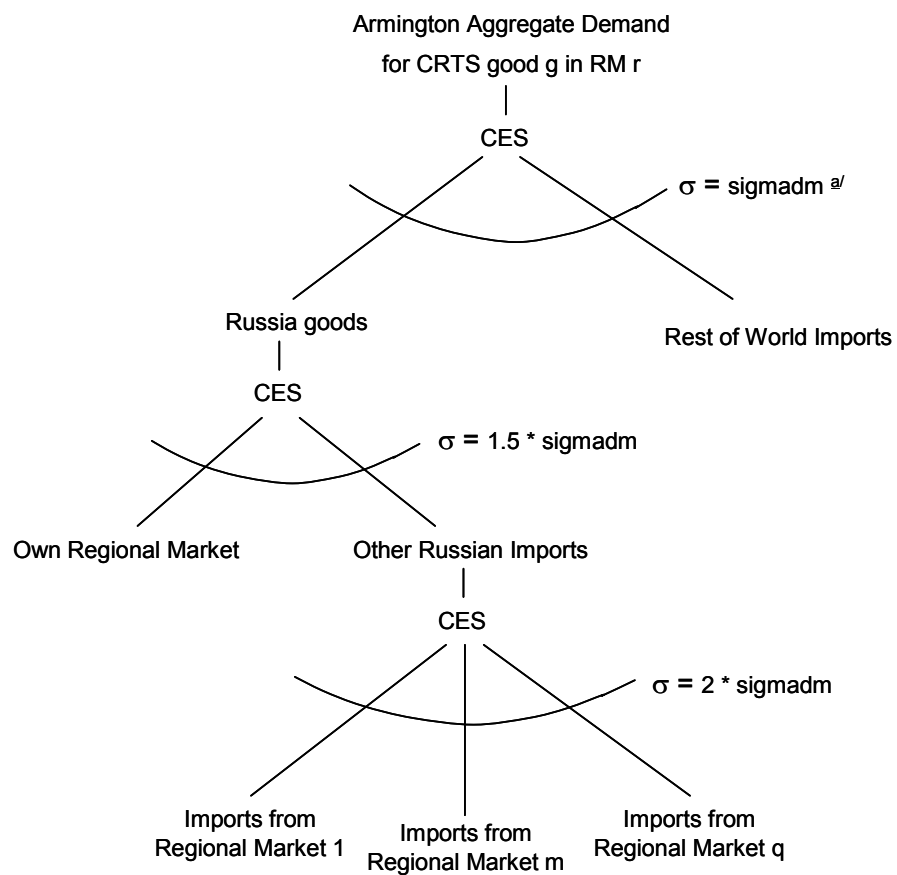 Armington Aggregate Demand
for CRTS good g in RM r
CES
σ = sigmadm a/
Russia goods
Rest of World Imports
CES
σ = 1.5 * sigmadm
Own Regional Market
Other Russian Imports
CES
σ = 2 * sigmadm
Imports from
Regional Market 1
Imports from
Regional Market m
Imports from
Regional Market q